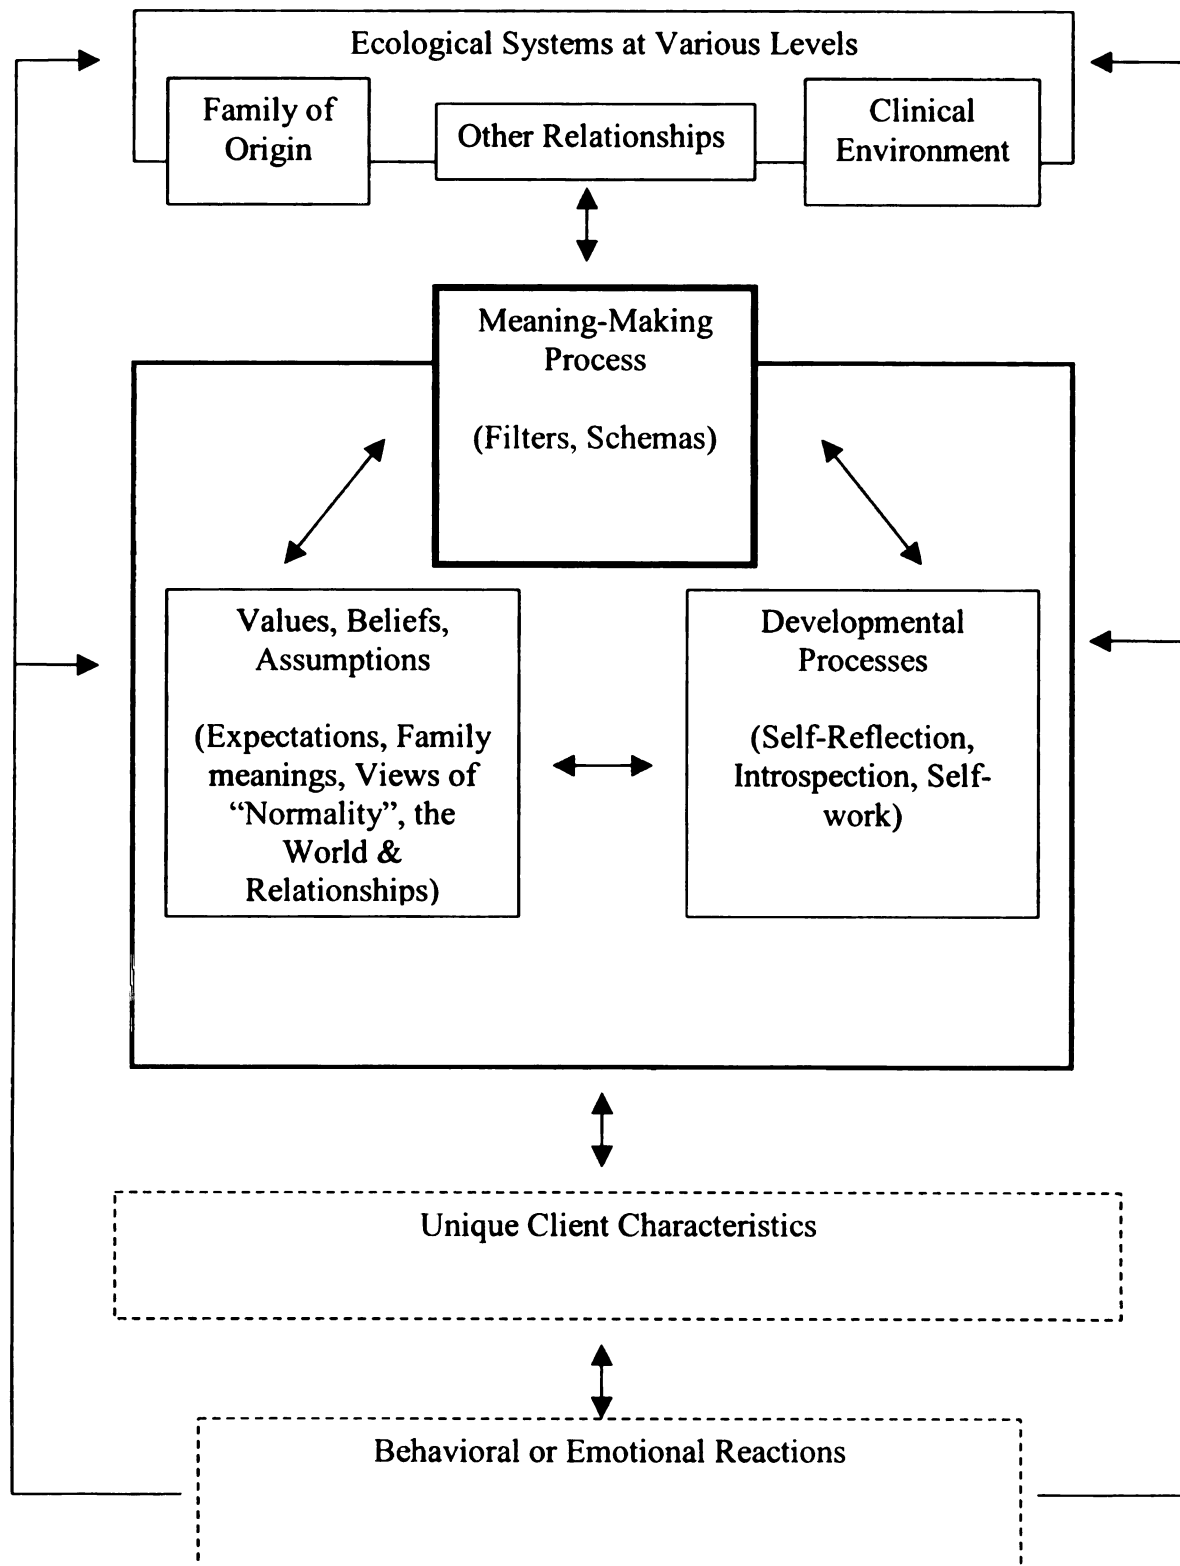 Ecological Systems at Various Levels
Family of
Origin
Other Relationships
Clinical
Environment
Meaning-Making
Process
(Filters, Schemas)
Values, Beliefs,
Assumptions
(Expectations, Family
meanings, Views of
“Normality”, the
World &
Relationships)
Developmental
Processes
(Self-Reflection,
Introspection, Self-
work)
Unique Client Characteristics
Behavioral or Emotional Reactions